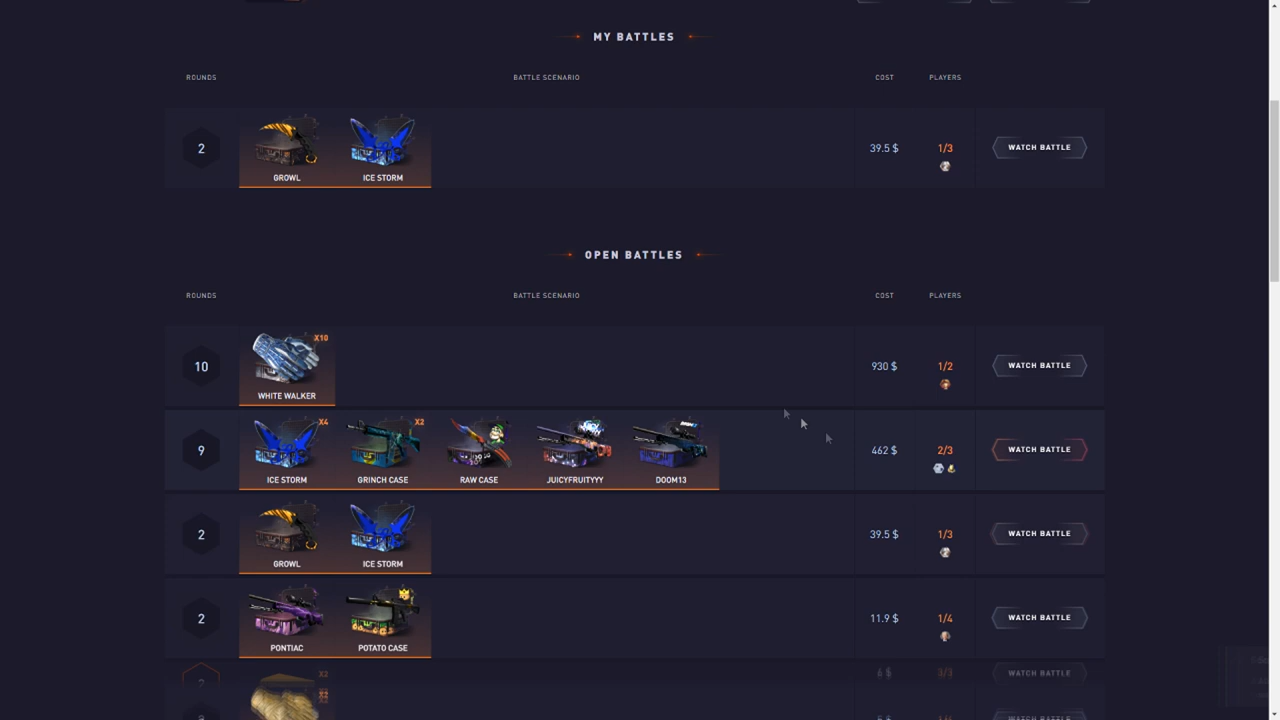 MY BATTLES
ROUNDS BATTLE SCENARIO COST PLAYERS
2 39.5 $ 1/3 WATCH BATTLE
GROWL ICE STORM
OPEN BATTLES
ROUNDS BATTLE SCENARIO COST PLAYERS
X10
10 930 $ 1/2 WATCH BATTLE
WHITE WALKER
X4 X2
9 462 $ 2/3 WATCH BATTLE
ICE STORM GRINCH CASE RAW CASE JUICYFRUITYYY DOOM13
2 39.5 $ 1/3 WATCH BATTLE
GROWL ICE STORM
2 11.9 $ 1/4 WATCH BATTLE
PONTIAC POTATO CASE
X2 6 $ 3/3 WATCH BATTLE